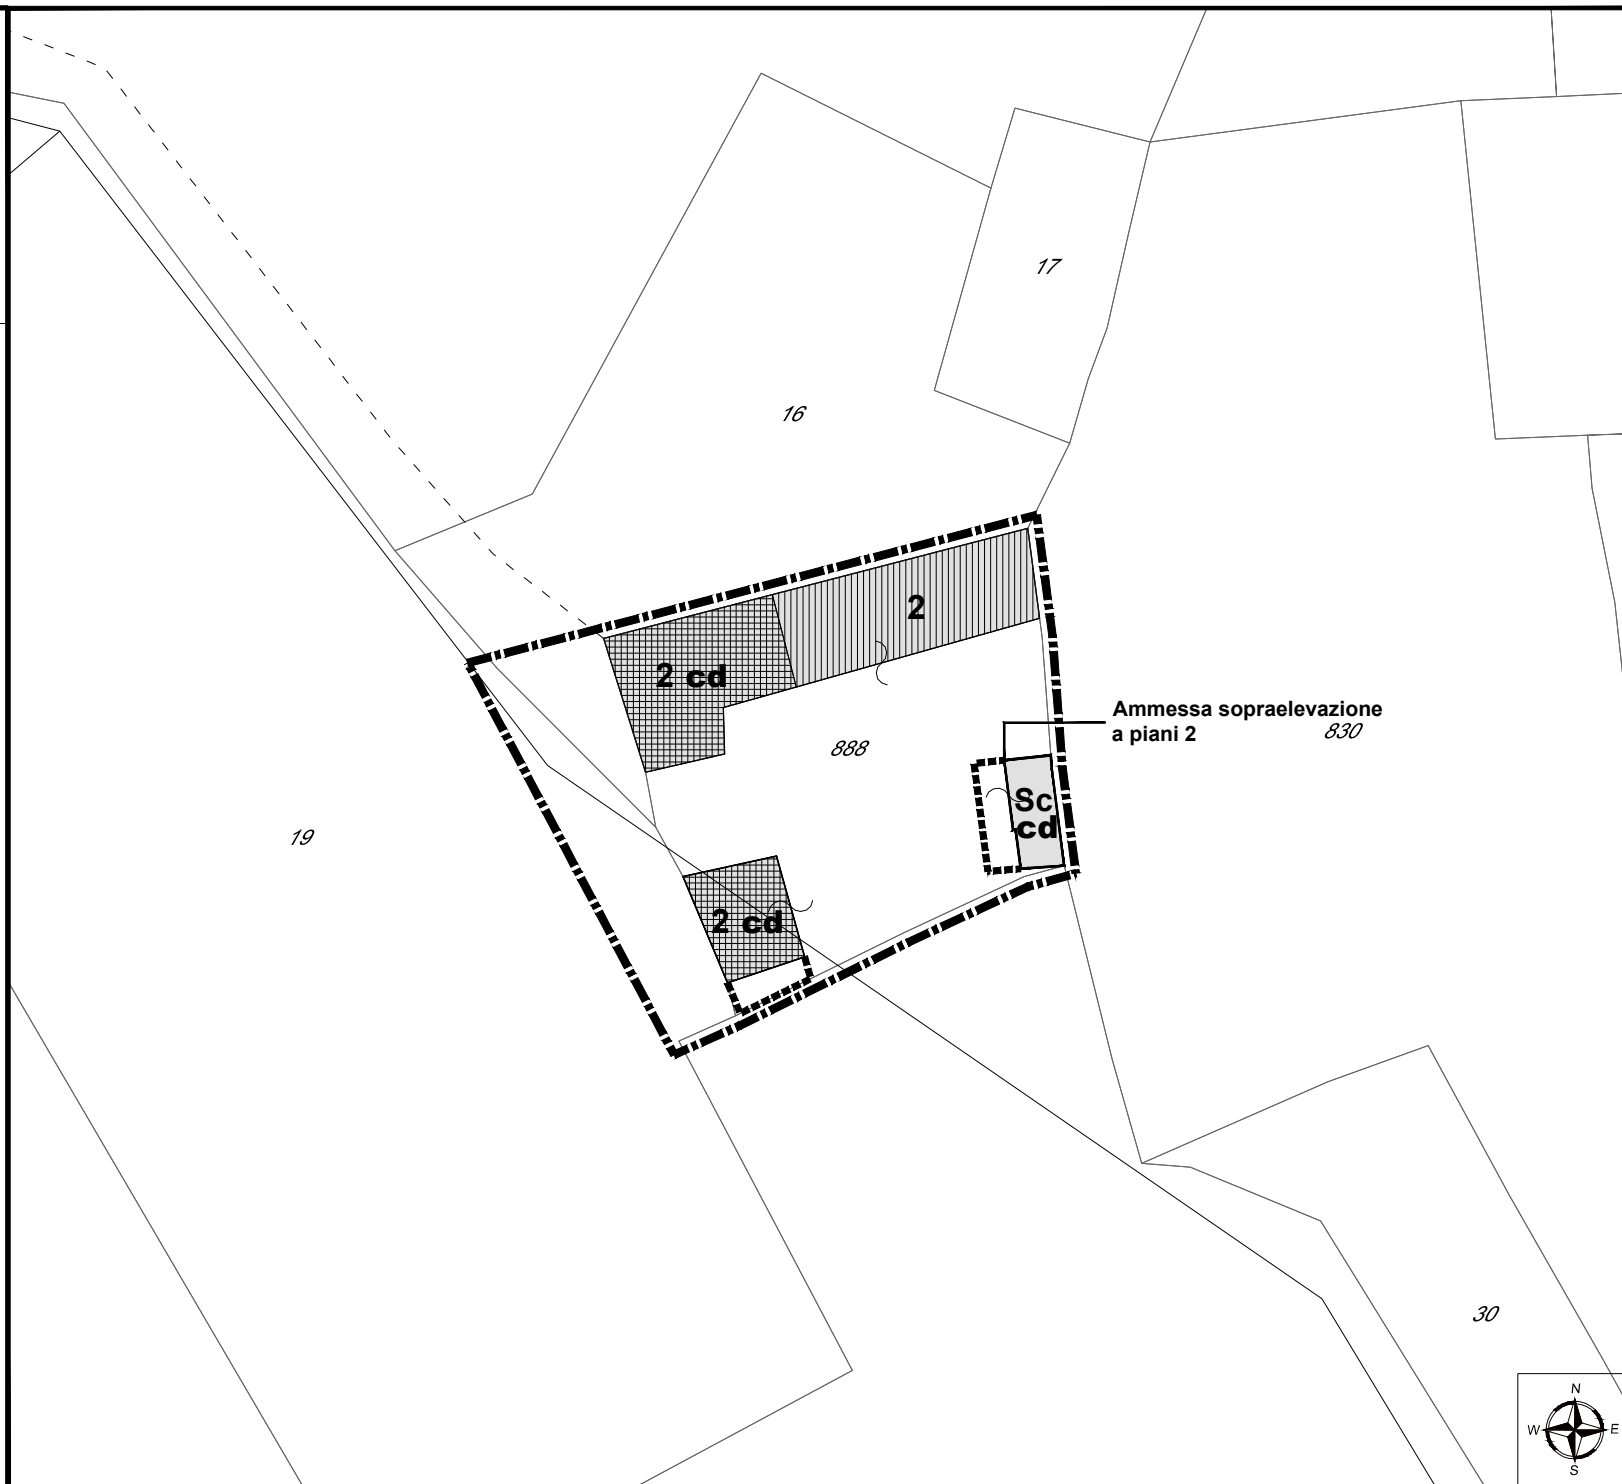 17
16
2
2 cd
Ammessa sopraelevazione
a piani 2
830
888
Sc
cd
19
2 cd
30
N
W
E
S